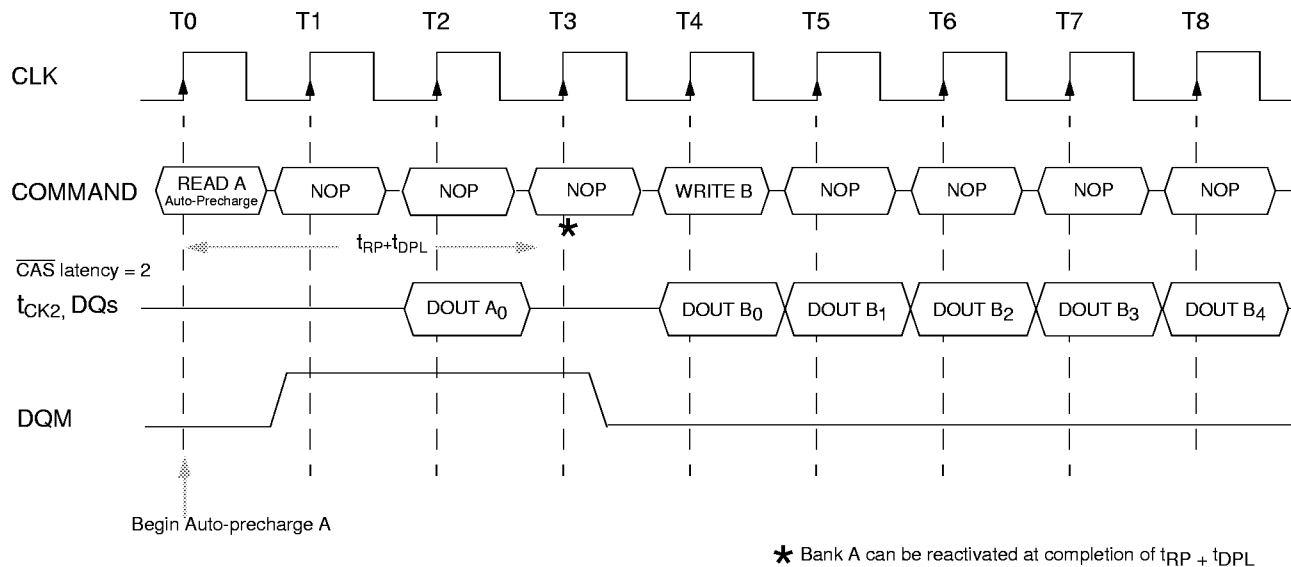 T0 T1 T2 T3 T4 T5 T6 T7 T8
CLK
COMMAND
READ A
Auto-Precharge
NOP NOP NOP WRITE B NOP NOP NOP NOP
*
tRP+tDPL
CAS latency = 2
tCK2, DQs
DOUT A0 DOUT B0 DOUT B1 DOUT B2 DOUT B3 DOUT B4
DQM
Begin Auto-precharge A
* Bank A can be reactivated at completion of tRP + tDPL